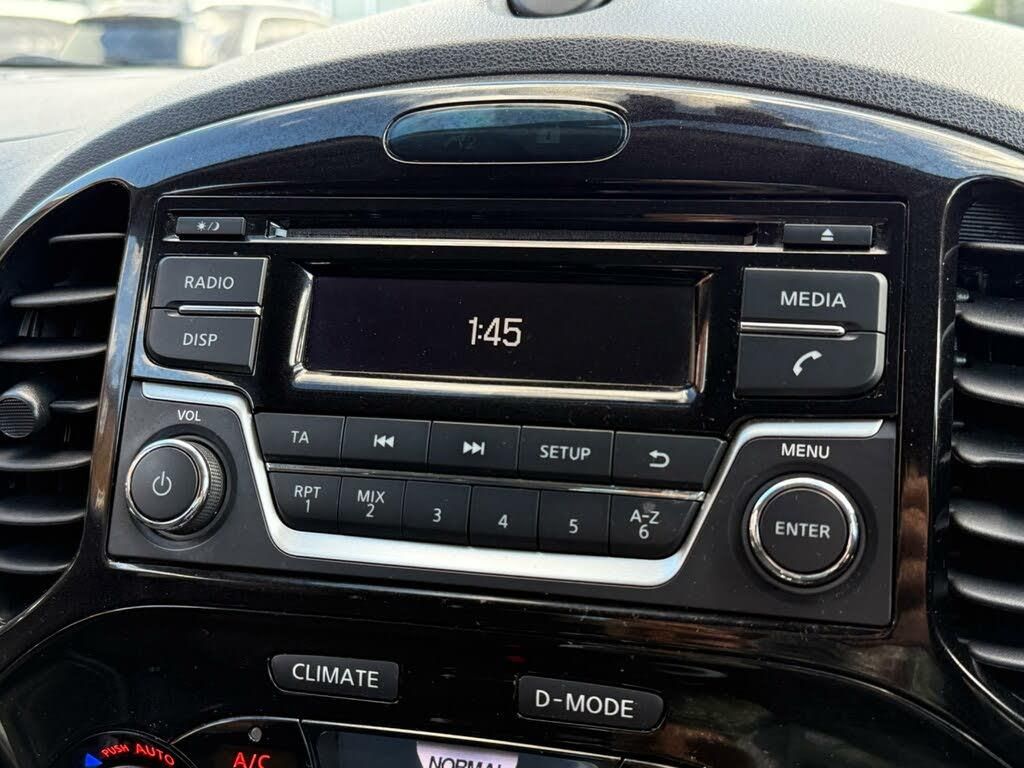 RADIO
MEDIA
DISP
1:45
VOL
TA
SETUP
MENU
RPT
1
MIX
2
3
4
5
A-Z
6
ENTER
CLIMATE
D-MODE
PUSH AUTO
A/C